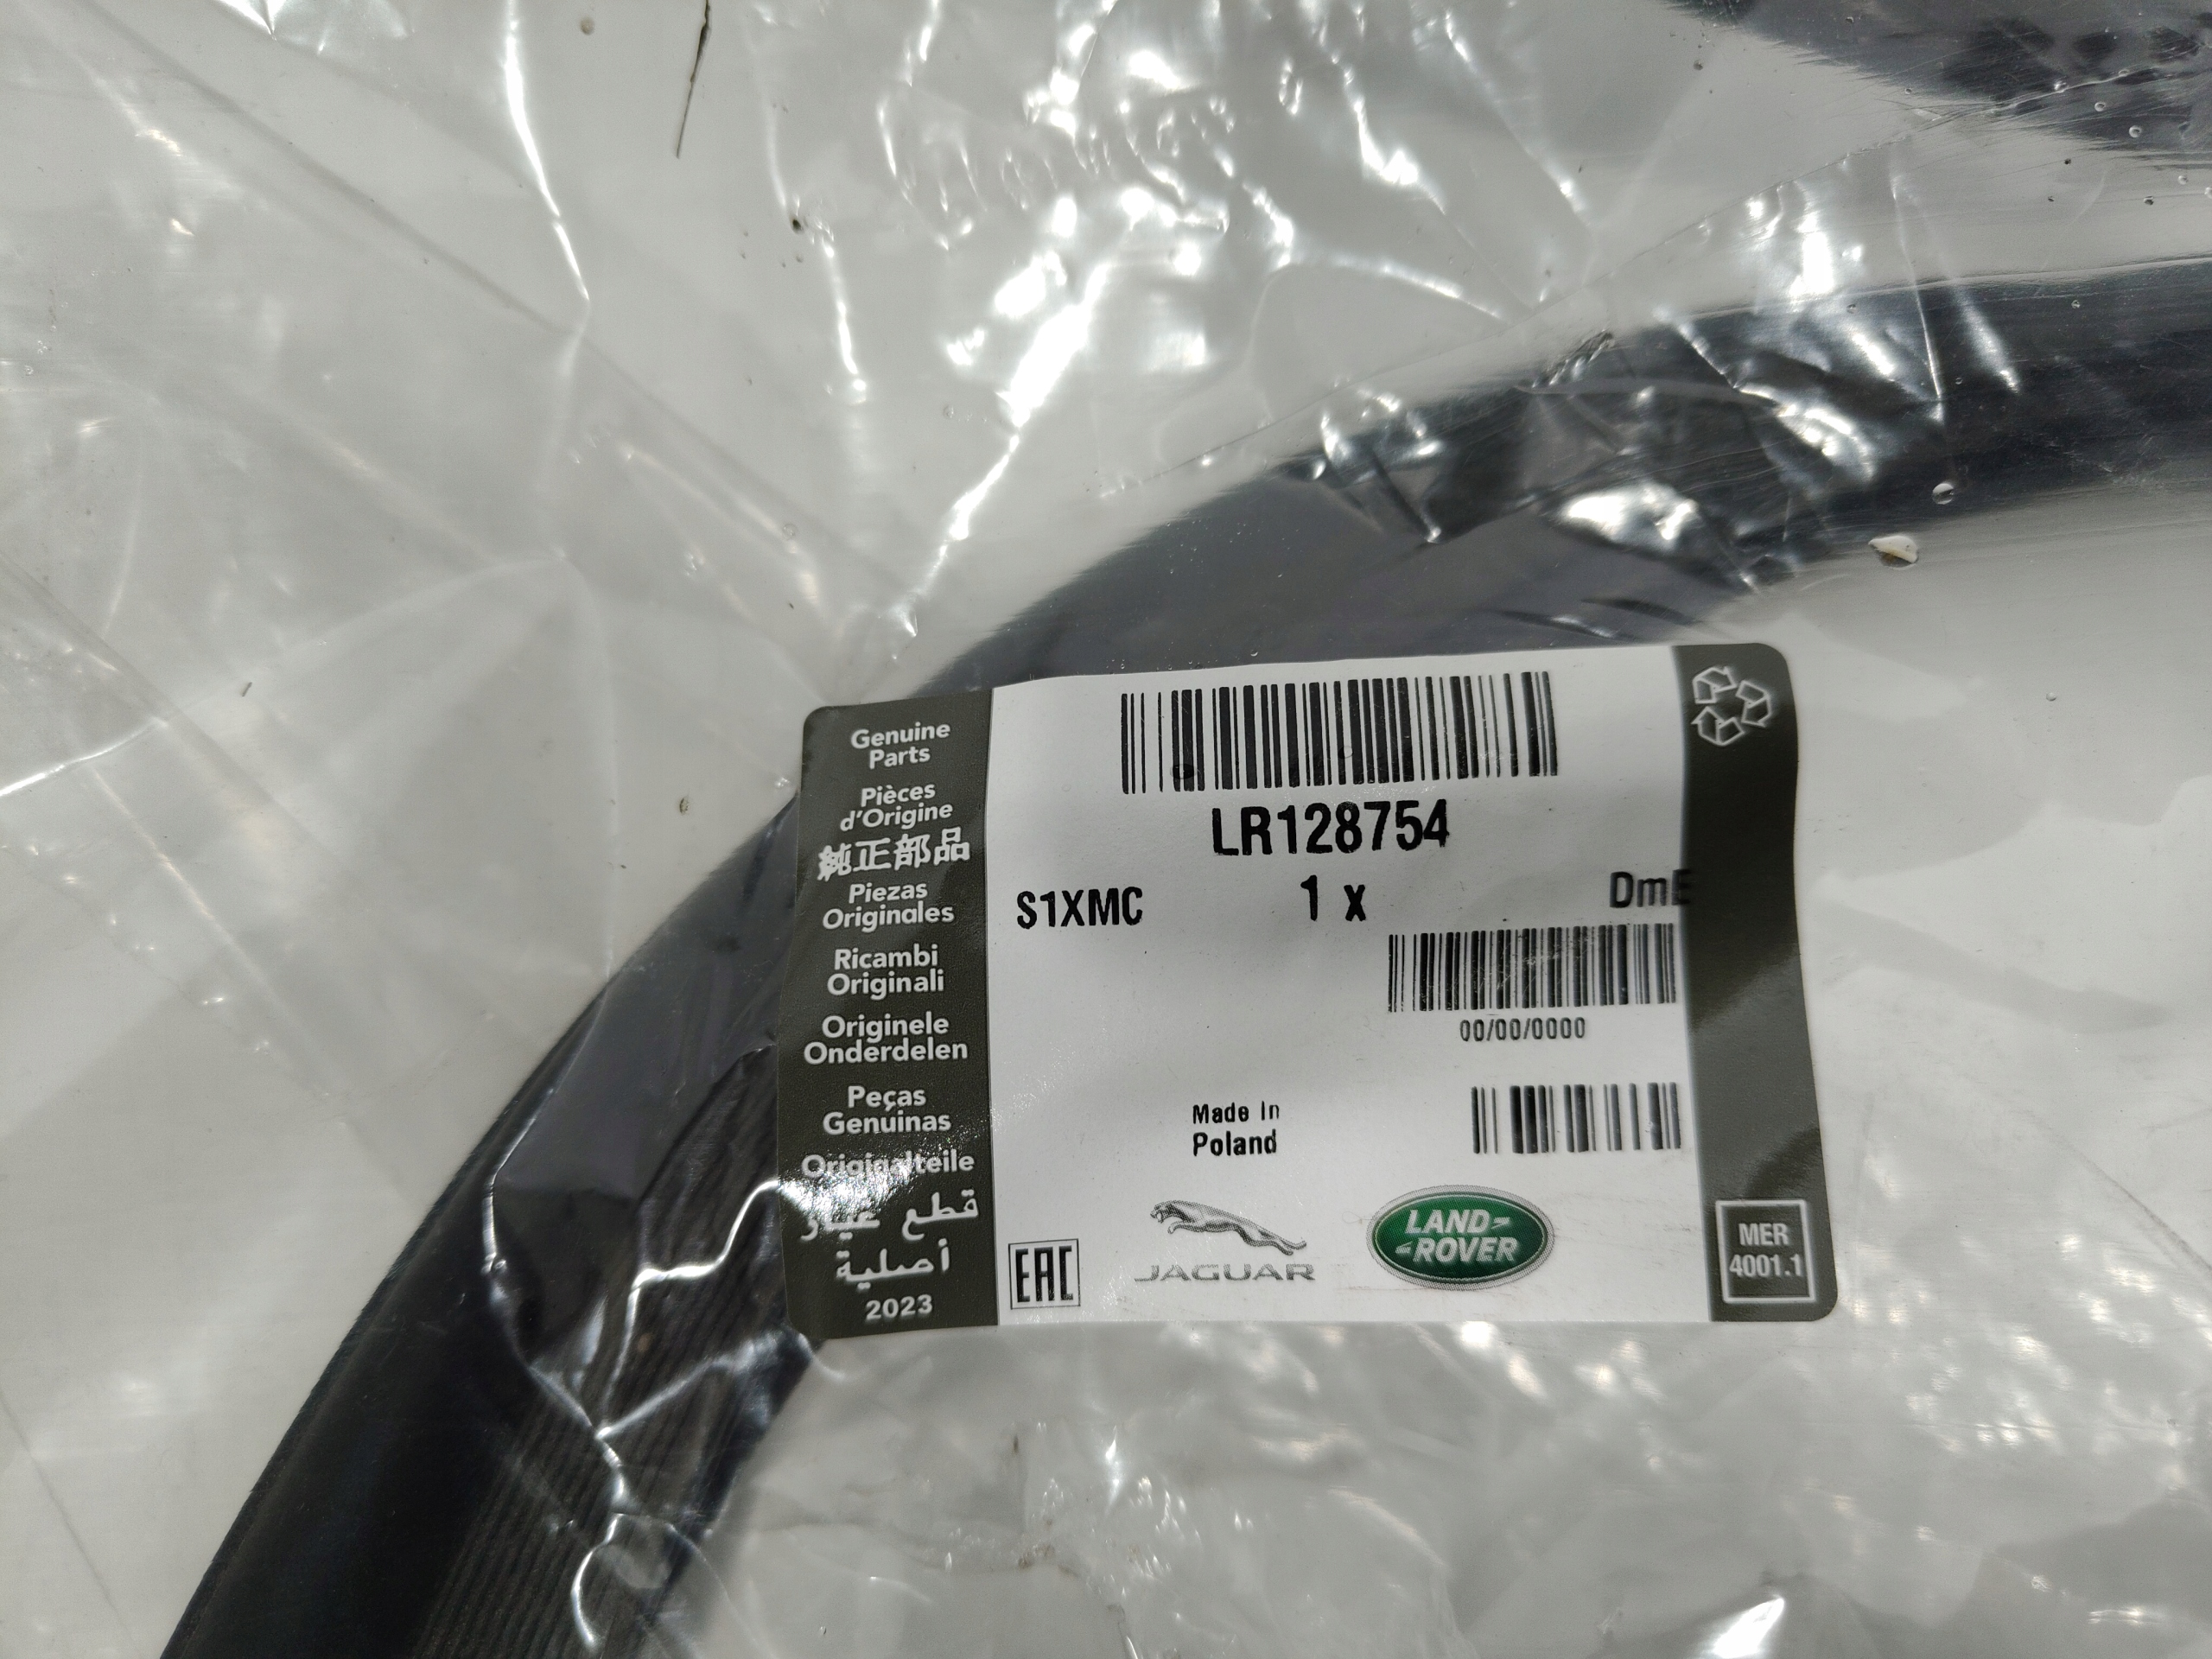 Genuine
Parts
Pièces
d'Origine
純正部品
Piezas
Originales
Ricambi
Originali
Originele
Onderdelen
Peças
Genuinas
Originalteile
قطع غيار
أصلية
2023
LR128754
S1XMC 1 x DmE
00/00/0000
Made In
Poland
EAC
JAGUAR
LAND-
-ROVER
MER
4001.1